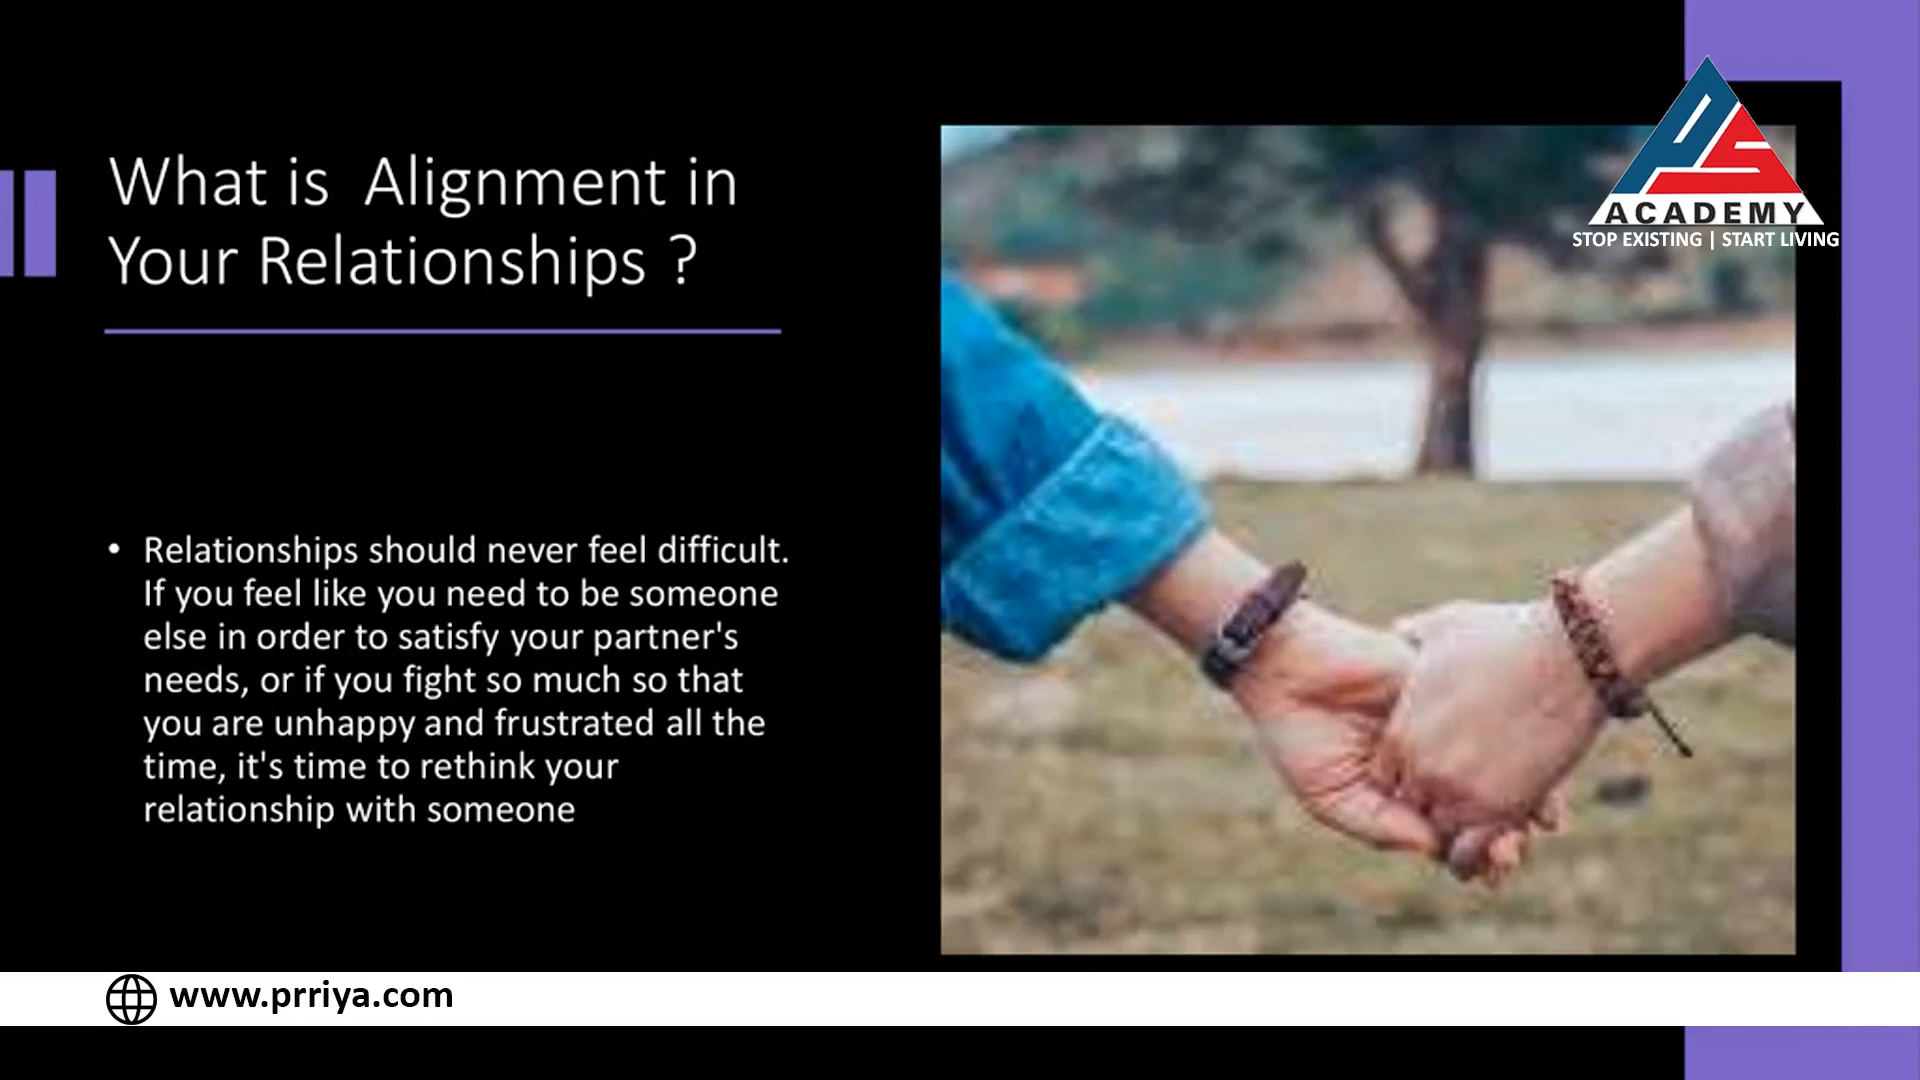 What is  Alignment in
Your Relationships ?
• Relationships should never feel difficult.
If you feel like you need to be someone
else in order to satisfy your partner's
needs, or if you fight so much so that
you are unhappy and frustrated all the
time, it's time to rethink your
relationship with someone
PS
ACADEMY
STOP EXISTING | START LIVING
www.prriya.com